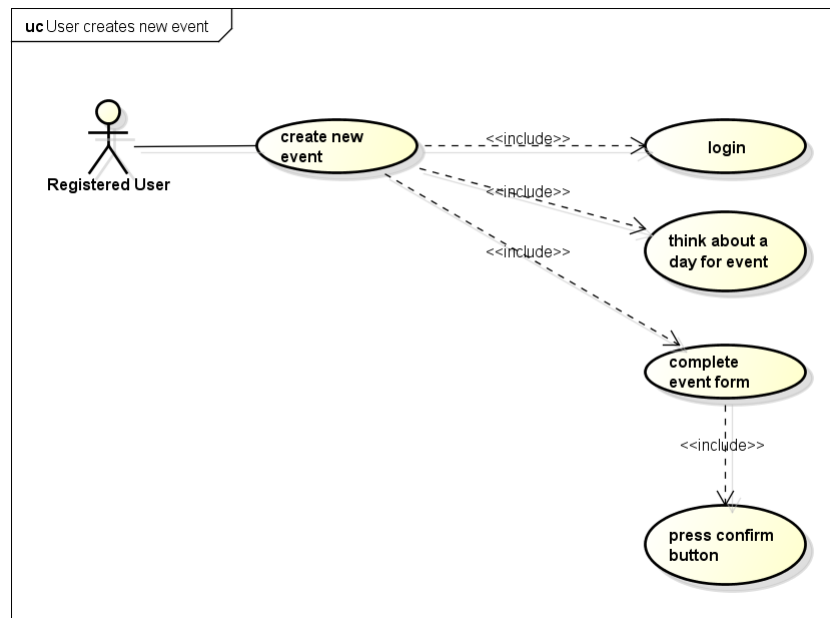 uc User creates new event
create new
event
<<include>>
login
Registered User
<<include>>
think about a
day for event
<<include>>
complete
event form
<<include>>
press confirm
button